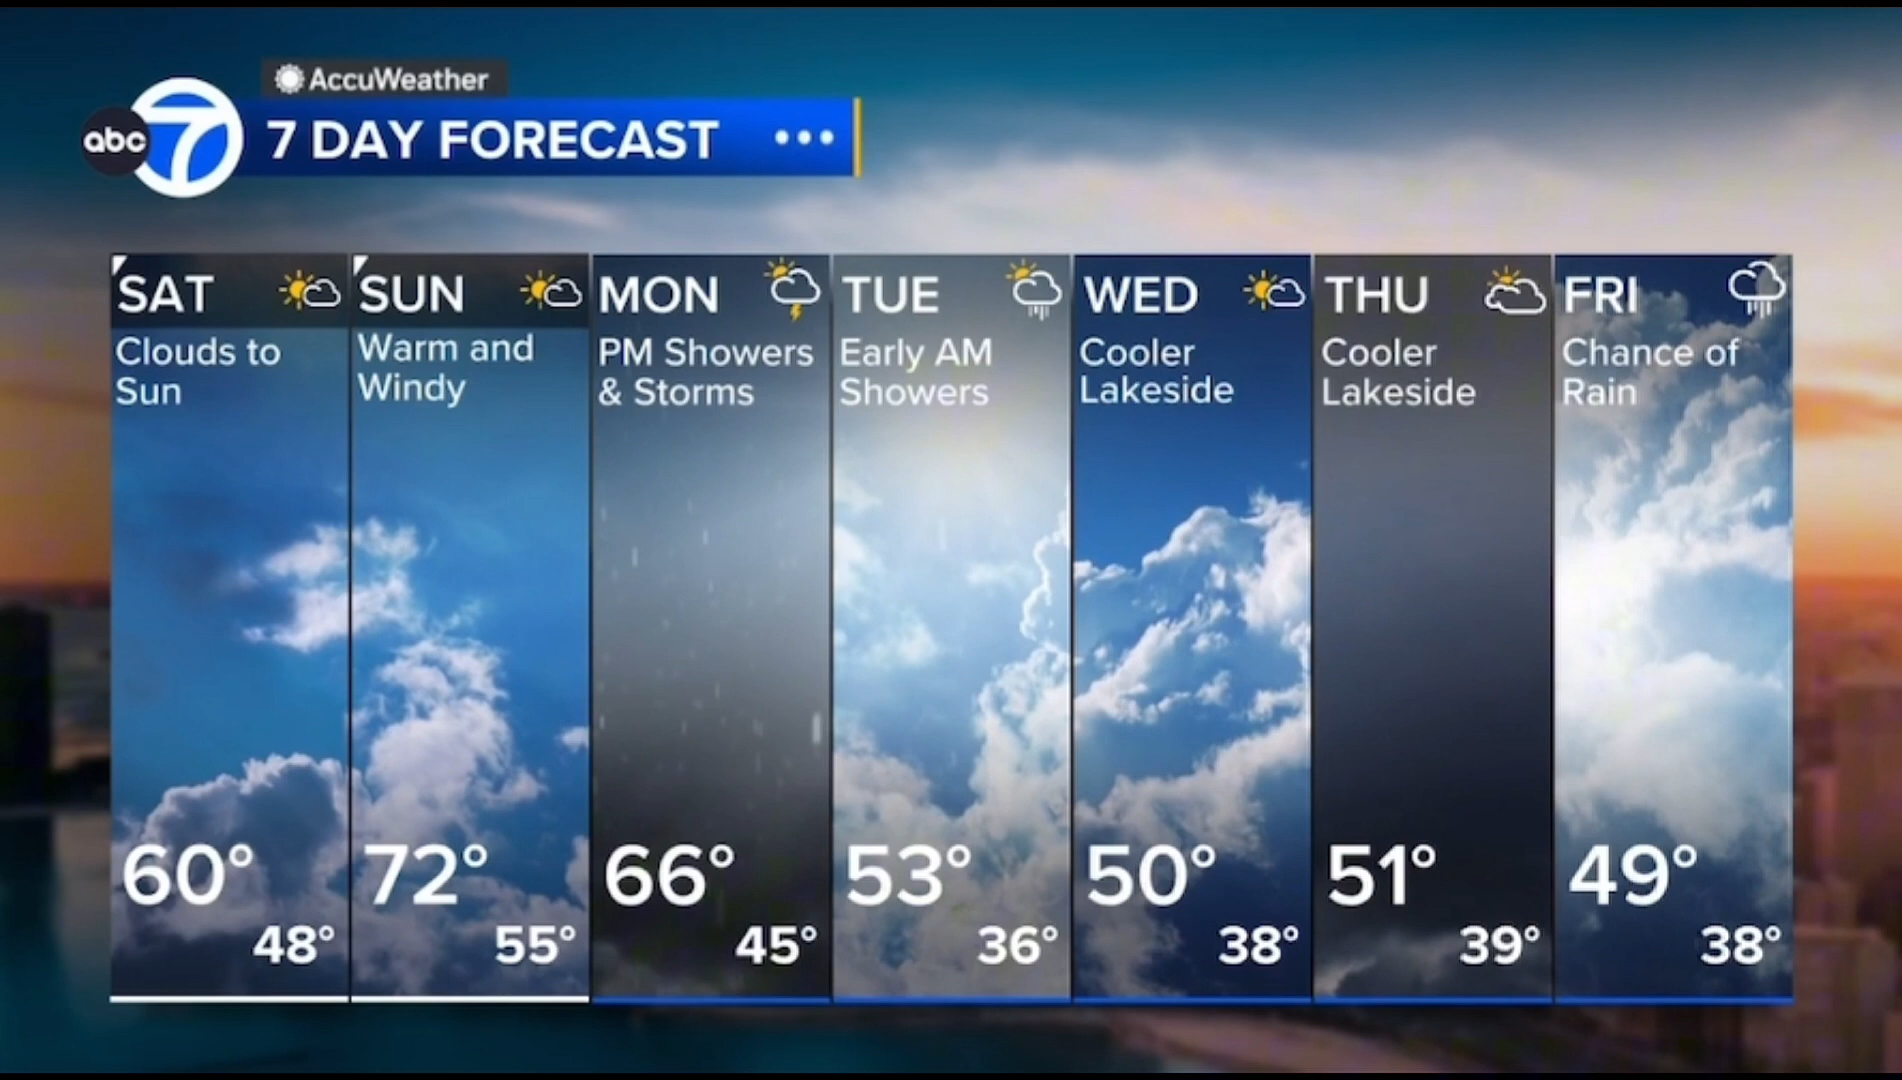 AccuWeather
abc 7
7 DAY FORECAST
SAT
Clouds to
Sun
60°
48°
SUN
Warm and
Windy
72°
55°
MON
PM Showers
& Storms
66°
45°
TUE
Early AM
Showers
53°
36°
WED
Cooler
Lakeside
50°
38°
THU
Cooler
Lakeside
51°
39°
FRI
Chance of
Rain
49°
38°